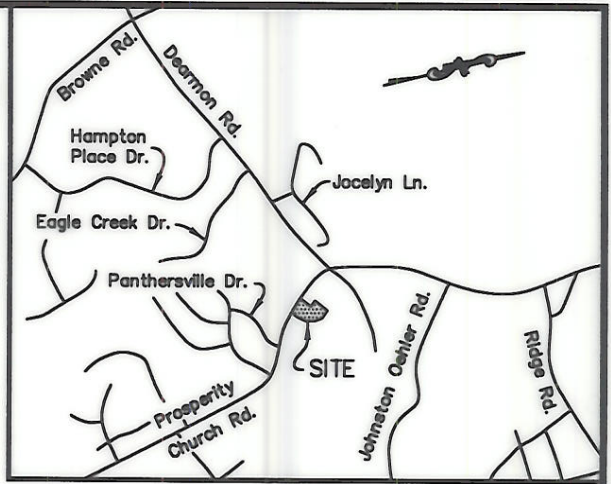 Browne Rd.
Dearmon Rd.
Hampton
Place Dr.
Jocelyn Ln.
Eagle Creek Dr.
Panthersville Dr.
SITE
Johnston Oehler Rd.
Ridge Rd.
Prosperity
Church Rd.